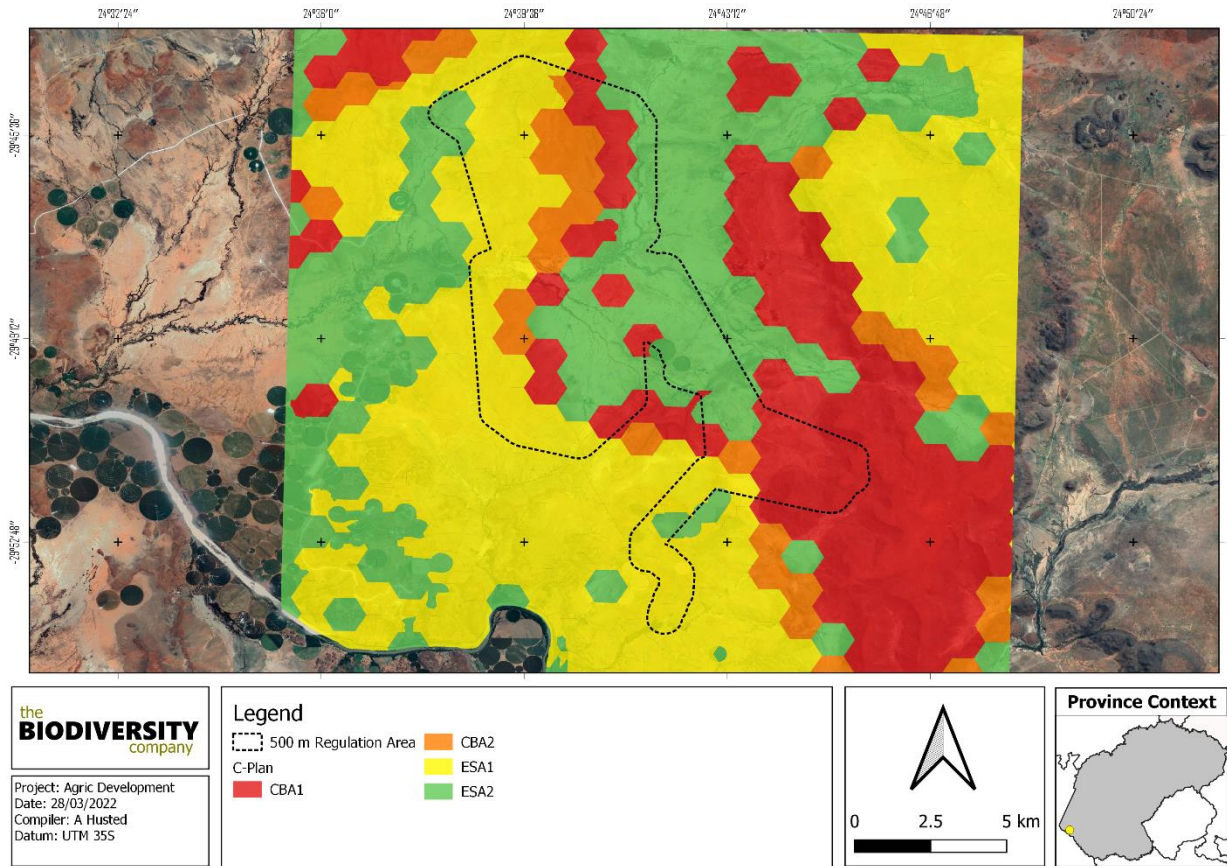 24°32'24" 24°36'0" 24°39'36" 24°43'12" 24°46'48" 24°50'24"
-29°45'36"
-29°49'12"
-29°52'48"
the
BIODIVERSITY
company
Project: Agric Development
Date: 28/03/2022
Compiler: A Husted
Datum: UTM 35S
Legend
500 m Regulation Area
C-Plan
CBA1
CBA2
ESA1
ESA2
0 2.5 5 km
Province Context